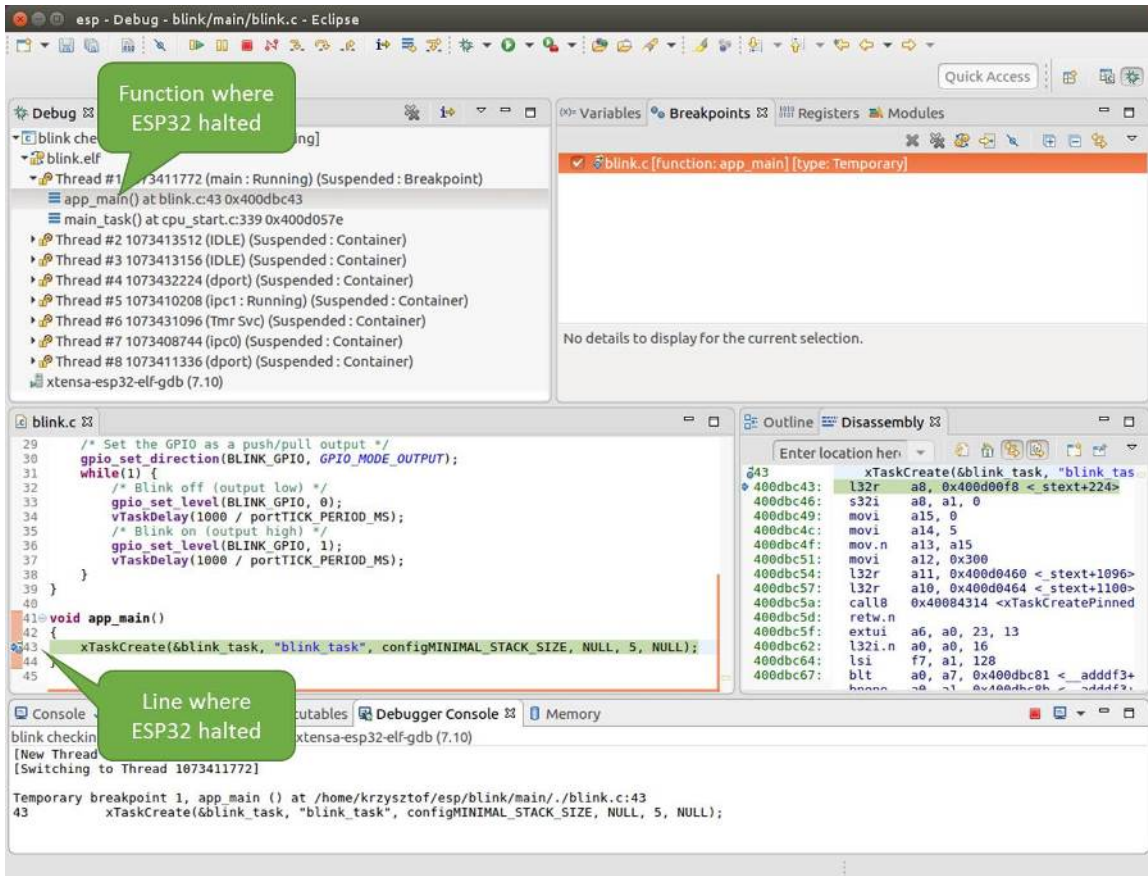 esp - Debug - blink/main/blink.c - Eclipse
Quick Access
Function where
ESP32 halted
Debug
blink che ing]
blink.elf
Thread #1 1073411772 (main : Running) (Suspended : Breakpoint)
app_main() at blink.c:43 0x400dbc43
main_task() at cpu_start.c:339 0x400d057e
Thread #2 1073413512 (IDLE) (Suspended : Container)
Thread #3 1073413156 (IDLE) (Suspended : Container)
Thread #4 1073432224 (dport) (Suspended : Container)
Thread #5 1073410208 (ipc1 : Running) (Suspended : Container)
Thread #6 1073431096 (Tmr Svc) (Suspended : Container)
Thread #7 1073408744 (ipc0) (Suspended : Container)
Thread #8 1073411336 (dport) (Suspended : Container)
xtensa-esp32-elf-gdb (7.10)
(x)= Variables Breakpoints Registers Modules
blink.c [function: app_main] [type: Temporary]
No details to display for the current selection.
blink.c
29 /* Set the GPIO as a push/pull output */
30 gpio_set_direction(BLINK_GPIO, GPIO_MODE_OUTPUT);
31 while(1) {
32 /* Blink off (output low) */
33 gpio_set_level(BLINK_GPIO, 0);
34 vTaskDelay(1000 / portTICK_PERIOD_MS);
35 /* Blink on (output high) */
36 gpio_set_level(BLINK_GPIO, 1);
37 vTaskDelay(1000 / portTICK_PERIOD_MS);
38 }
39 }
40
41 void app_main()
42 {
43 xTaskCreate(&blink_task, "blink_task", configMINIMAL_STACK_SIZE, NULL, 5, NULL);
44
45
Line where
ESP32 halted
Outline Disassembly
Enter location her
43 xTaskCreate(&blink_task, "blink_tas
400dbc43: l32r a8, 0x400d00f8 <_stext+224>
400dbc46: s32i a8, a1, 0
400dbc49: movi a15, 0
400dbc4c: movi a14, 5
400dbc4f: mov.n a13, a15
400dbc51: movi a12, 0x300
400dbc54: l32r a11, 0x400d0460 <_stext+1096>
400dbc57: l32r a10, 0x400d0464 <_stext+1100>
400dbc5a: call8 0x40084314 <xTaskCreatePinned
400dbc5d: retw.n
400dbc5f: extui a6, a0, 23, 13
400dbc62: l32i.n a0, a0, 16
400dbc64: lsi f7, a1, 128
400dbc67: blt a0, a7, 0x400dbc81 <__adddf3+
Console cutables Debugger Console Memory
blink checkin xtensa-esp32-elf-gdb (7.10)
[New Thread
[Switching to Thread 1073411772]
Temporary breakpoint 1, app_main () at /home/krzysztof/esp/blink/main/./blink.c:43
43 xTaskCreate(&blink_task, "blink_task", configMINIMAL_STACK_SIZE, NULL, 5, NULL);